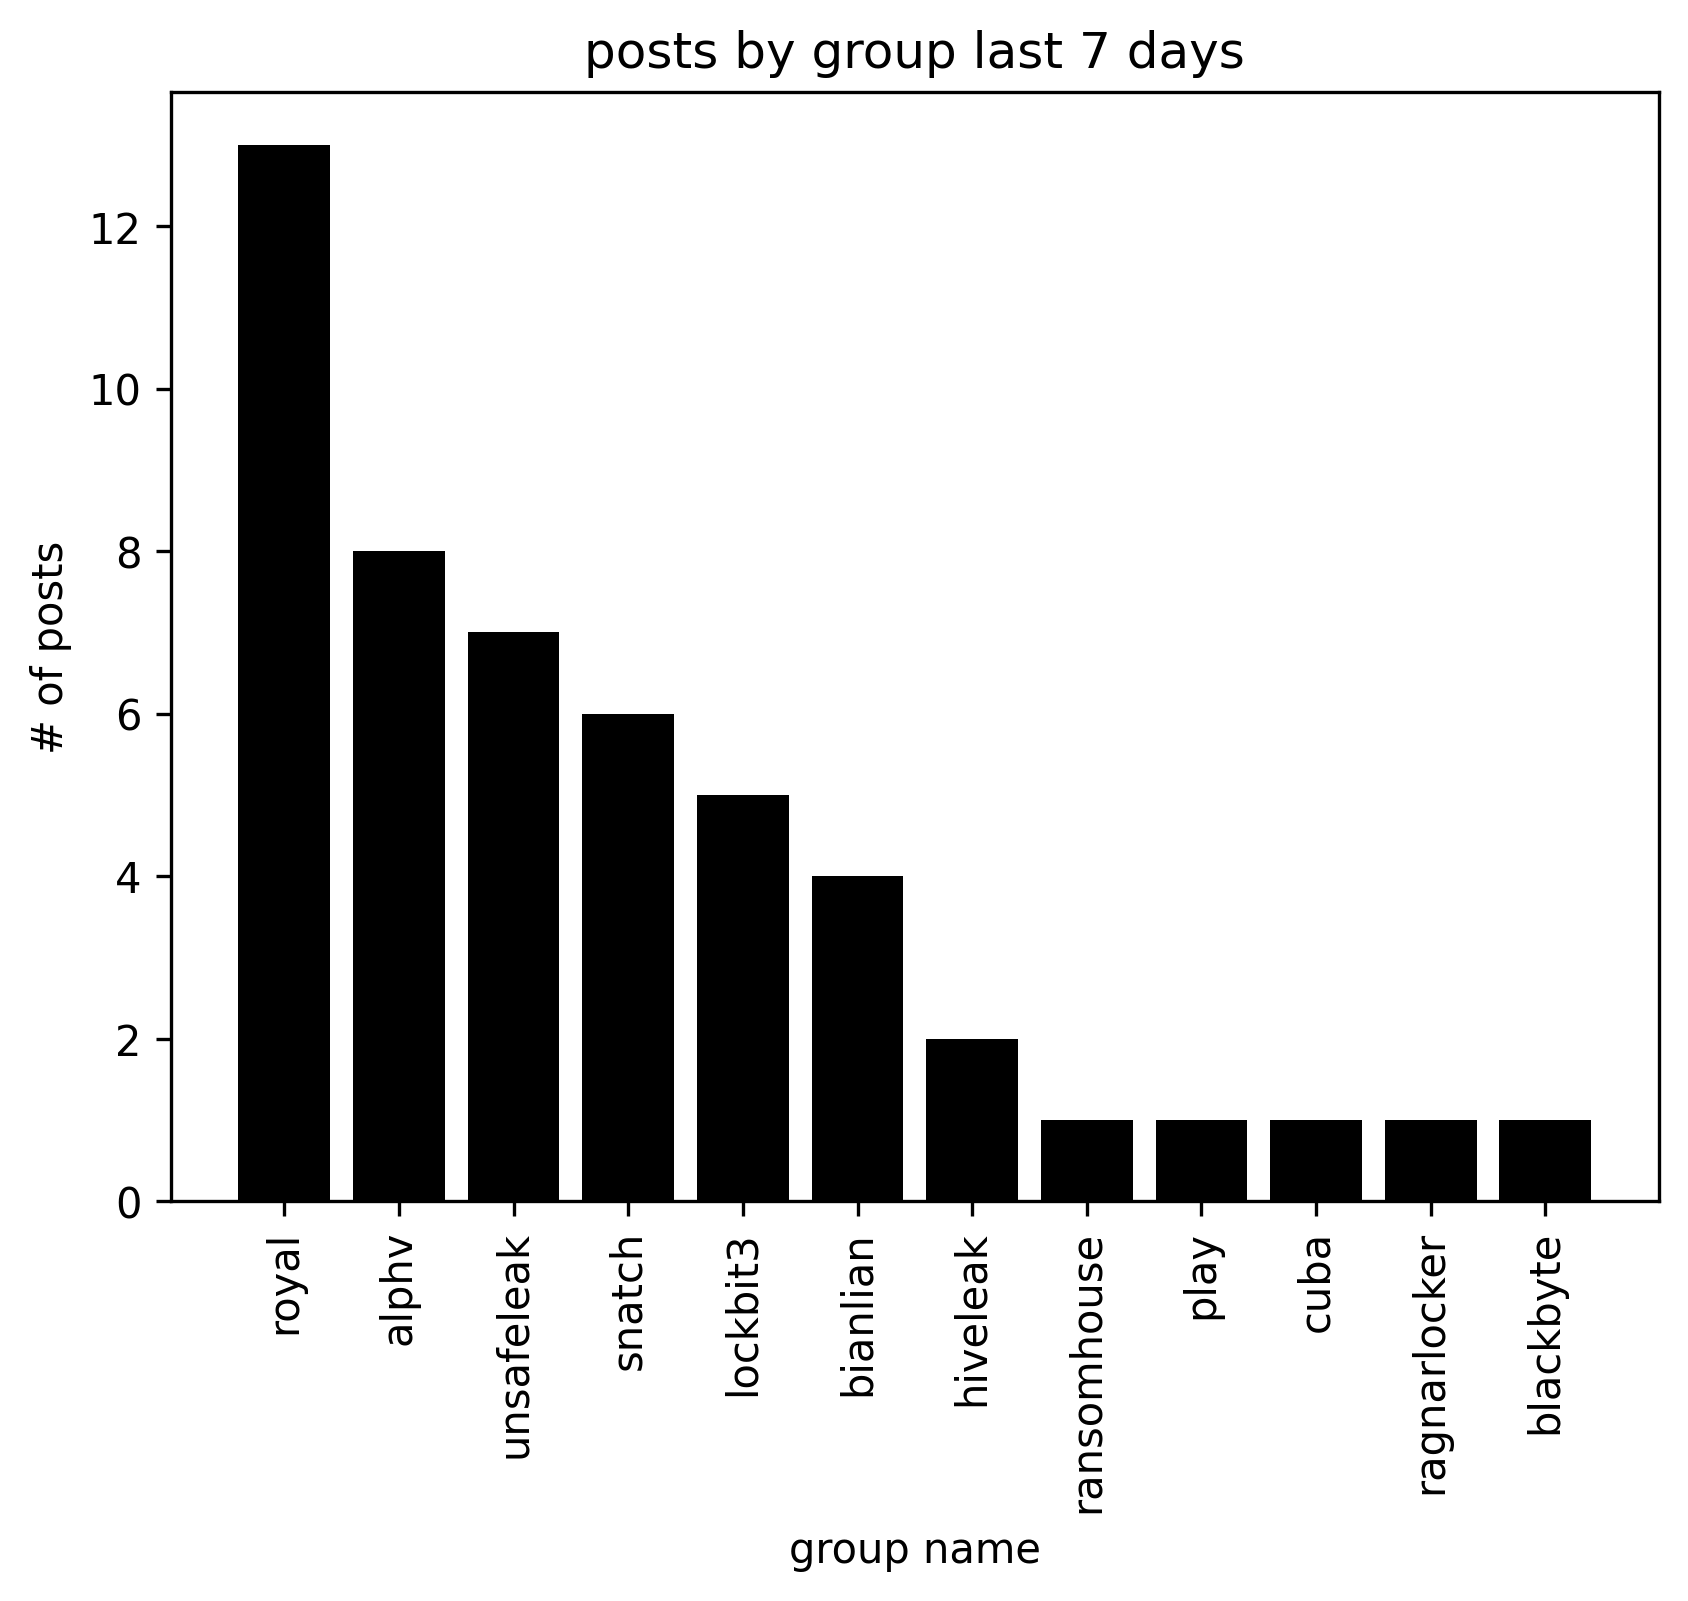 posts by group last 7 days
# of posts
12
10
8
6
4
2
0
royal
alphv
unsafeleak
snatch
lockbit3
bianlian
hiveleak
ransomhouse
play
cuba
ragnarlocker
blackbyte
group name